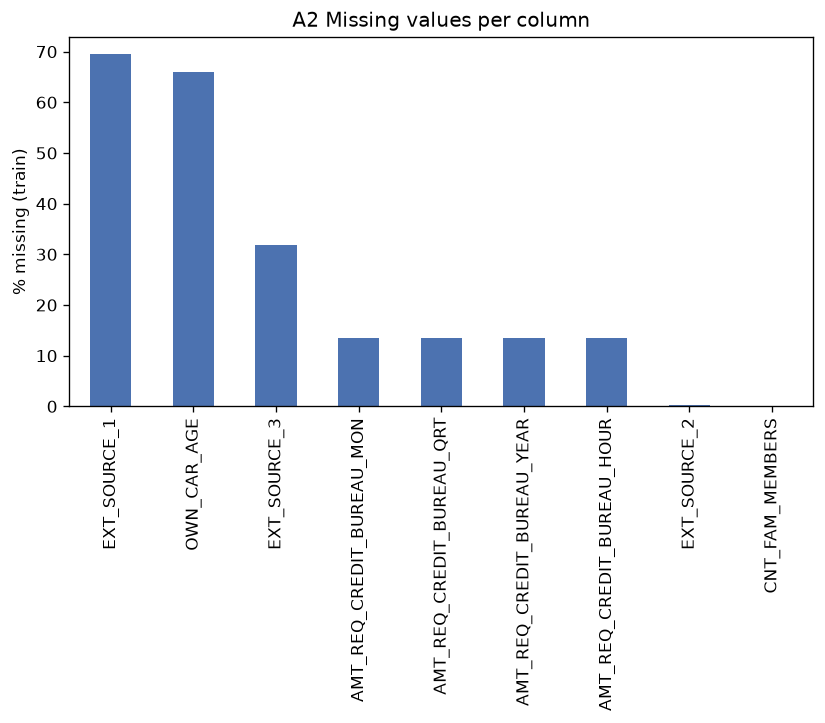 A2 Missing values per column
% missing (train)
70
60
50
40
30
20
10
0
EXT_SOURCE_1
OWN_CAR_AGE
EXT_SOURCE_3
AMT_REQ_CREDIT_BUREAU_MON
AMT_REQ_CREDIT_BUREAU_QRT
AMT_REQ_CREDIT_BUREAU_YEAR
AMT_REQ_CREDIT_BUREAU_HOUR
EXT_SOURCE_2
CNT_FAM_MEMBERS